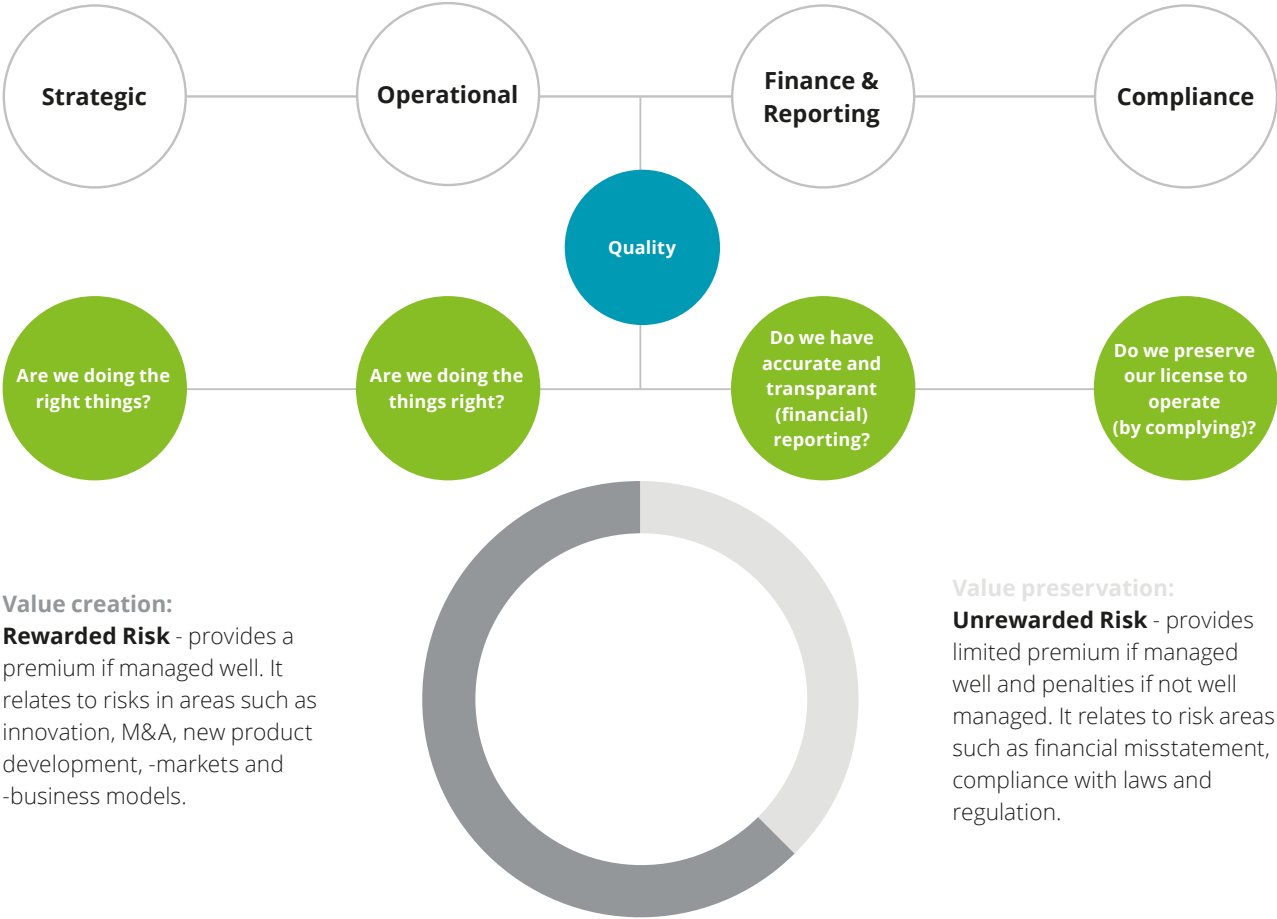 Strategic
Operational
Finance &
Reporting
Compliance
Quality
Are we doing the
right things?
Are we doing the
things right?
Do we have
accurate and
transparant
(financial)
reporting?
Do we preserve
our license to
operate
(by complying)?
Value creation:
Rewarded Risk - provides a
premium if managed well. It
relates to risks in areas such as
innovation, M&A, new product
development, -markets and
-business models.
Value preservation:
Unrewarded Risk - provides
limited premium if managed
well and penalties if not well
managed. It relates to risk areas
such as financial misstatement,
compliance with laws and
regulation.